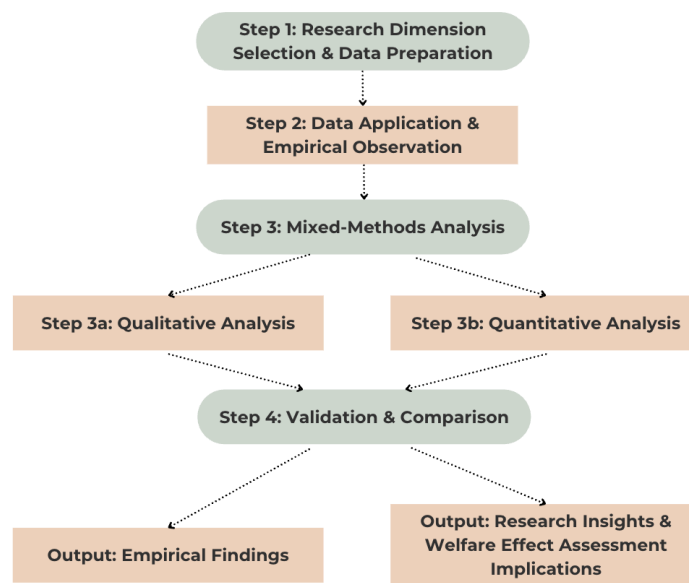 Step 1: Research Dimension
Selection & Data Preparation
Step 2: Data Application &
Empirical Observation
Step 3: Mixed-Methods Analysis
Step 3a: Qualitative Analysis
Step 3b: Quantitative Analysis
Step 4: Validation & Comparison
Output: Empirical Findings
Output: Research Insights &
Welfare Effect Assessment
Implications